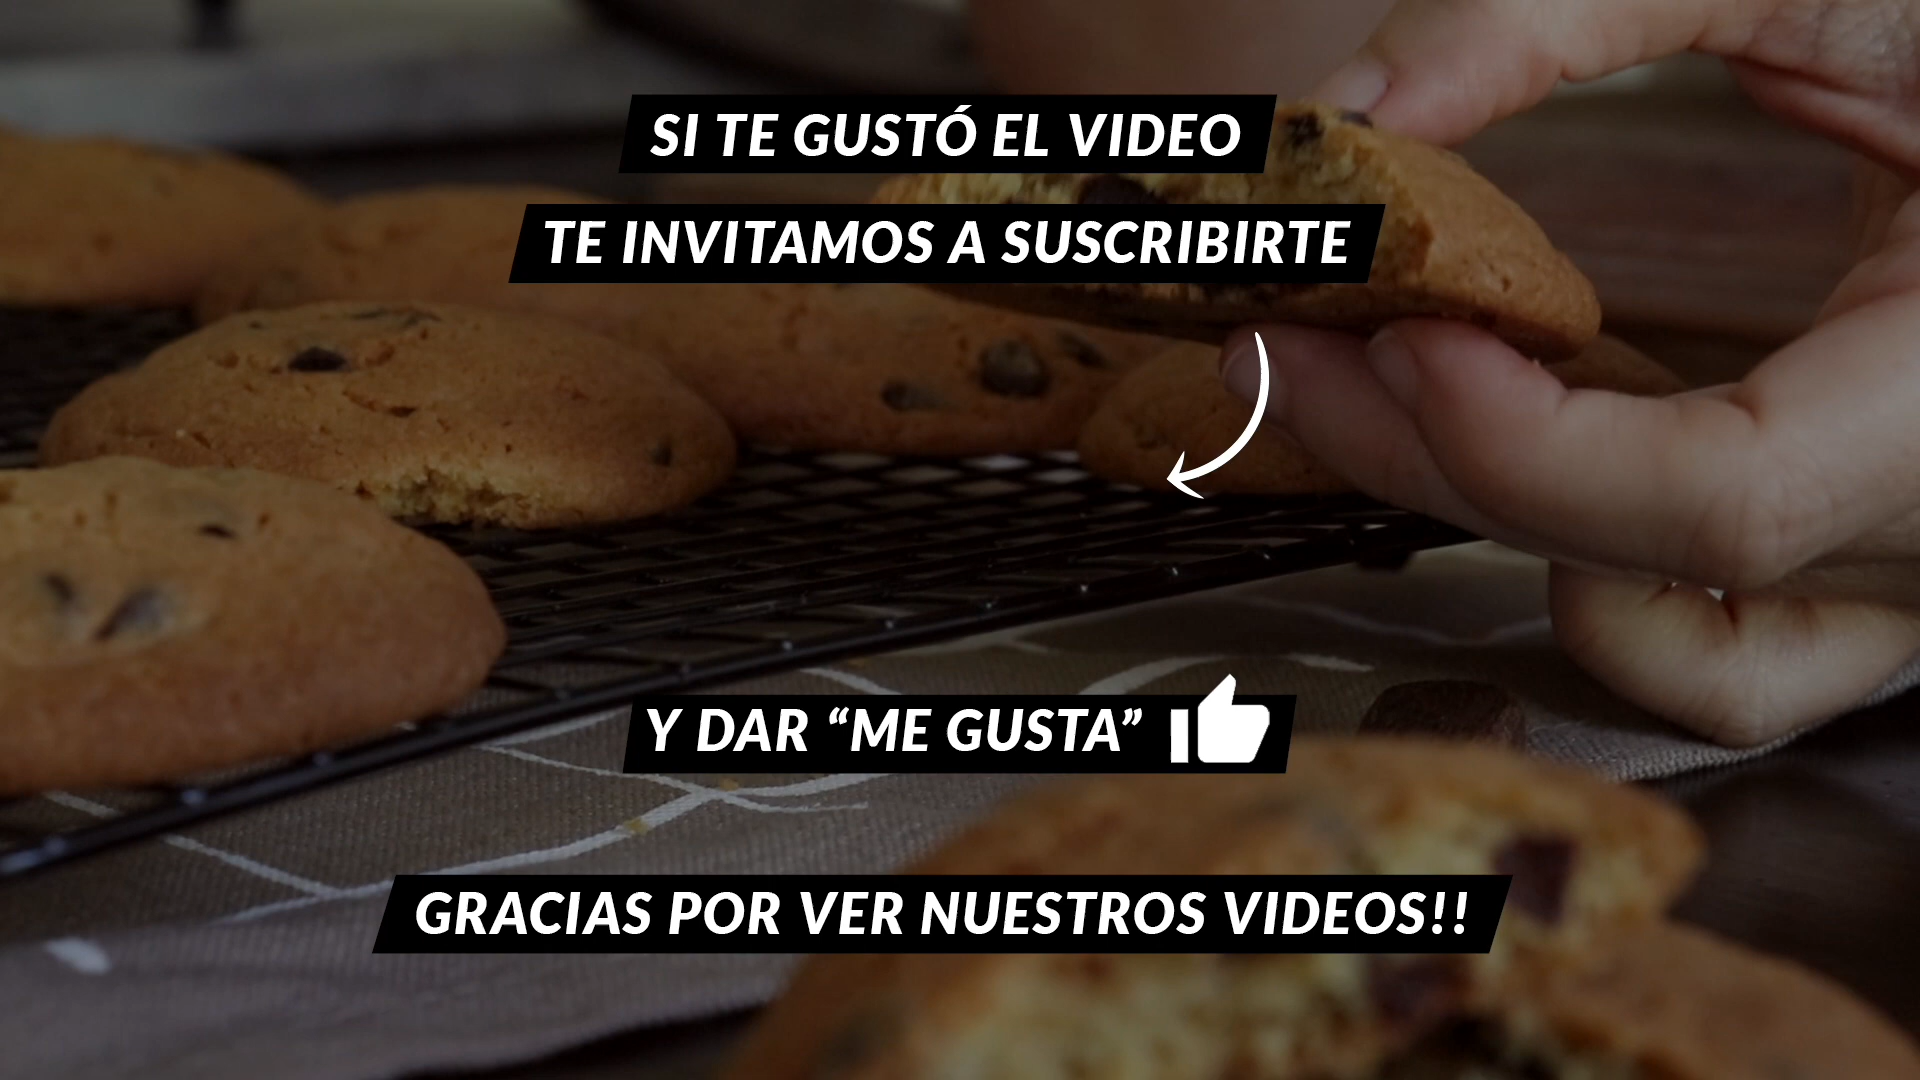 SI TE GUSTÓ EL VIDEO
TE INVITAMOS A SUSCRIBIRTE
Y DAR “ME GUSTA”
GRACIAS POR VER NUESTROS VIDEOS!!